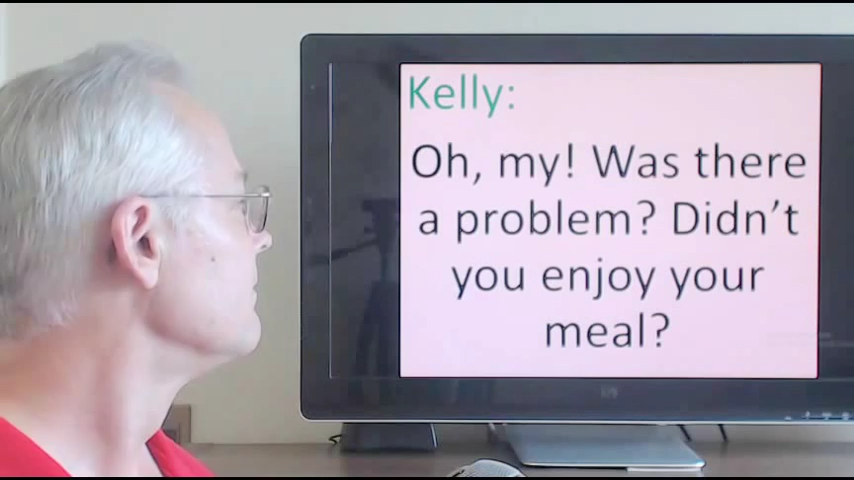 Kelly:
Oh, my! Was there
a problem? Didn't
you enjoy your
meal?